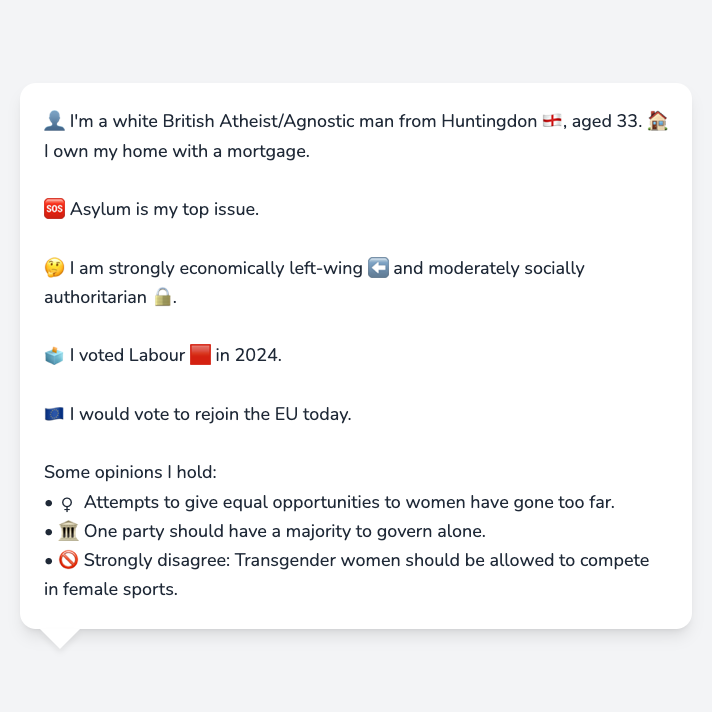 👤 I'm a white British Atheist/Agnostic man from Huntingdon 🏴󠁧󠁢󠁥󠁮󠁧󠁿, aged 33. 🏠
I own my home with a mortgage.
🆘 Asylum is my top issue.
🤔 I am strongly economically left-wing ⬅️ and moderately socially
authoritarian 🔒.
🗳️ I voted Labour 🟥 in 2024.
🇪🇺 I would vote to rejoin the EU today.
Some opinions I hold:
• ♀ Attempts to give equal opportunities to women have gone too far.
• 🏛️ One party should have a majority to govern alone.
• 🚫 Strongly disagree: Transgender women should be allowed to compete
in female sports.